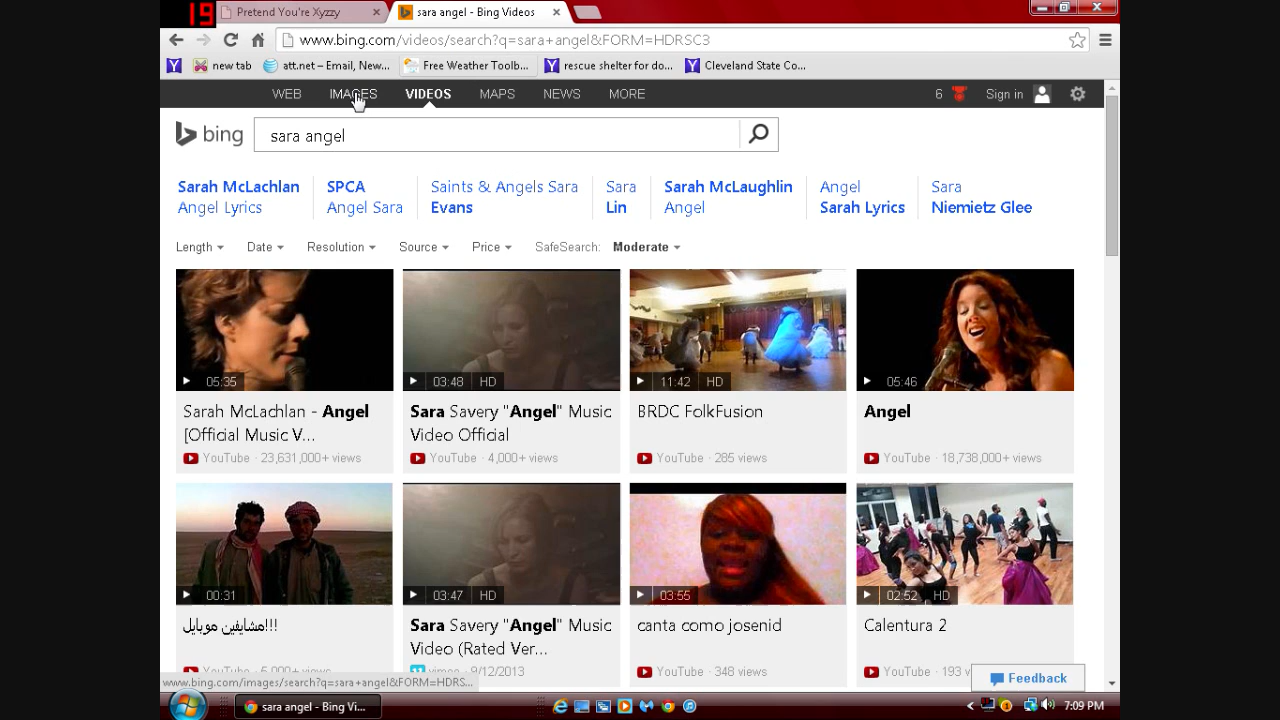 19
Pretend You're Xyzzy
sara angel - Bing Videos
www.bing.com/videos/search?q=sara+angel&FORM=HDRSC3
new tab
att.net – Email, New...
Free Weather Toolb...
rescue shelter for do...
Cleveland State Co...
WEB IMAGES VIDEOS MAPS NEWS MORE 6 Sign in
bing
sara angel
Sarah McLachlan
Angel Lyrics
SPCA
Angel Sara
Saints & Angels Sara
Evans
Sara
Lin
Sarah McLaughlin
Angel
Angel
Sarah Lyrics
Sara
Niemietz Glee
Length Date Resolution Source Price SafeSearch: Moderate
05:35
Sarah McLachlan - Angel
[Official Music V...
YouTube · 23,631,000+ views
03:48 HD
Sara Savery "Angel" Music
Video Official
YouTube · 4,000+ views
11:42 HD
BRDC FolkFusion
YouTube · 285 views
05:46
Angel
YouTube · 18,738,000+ views
00:31
مشايفين موبايل!!!
YouTube · 5,000+ views
03:47 HD
Sara Savery "Angel" Music
Video (Rated Ver...
vimeo · 9/12/2013
03:55
canta como josenid
YouTube · 348 views
02:52 HD
Calentura 2
YouTube · 193
Feedback
www.bing.com/images/search?q=sara+angel&FORM=HDRS...
sara angel - Bing Vi...
7:09 PM